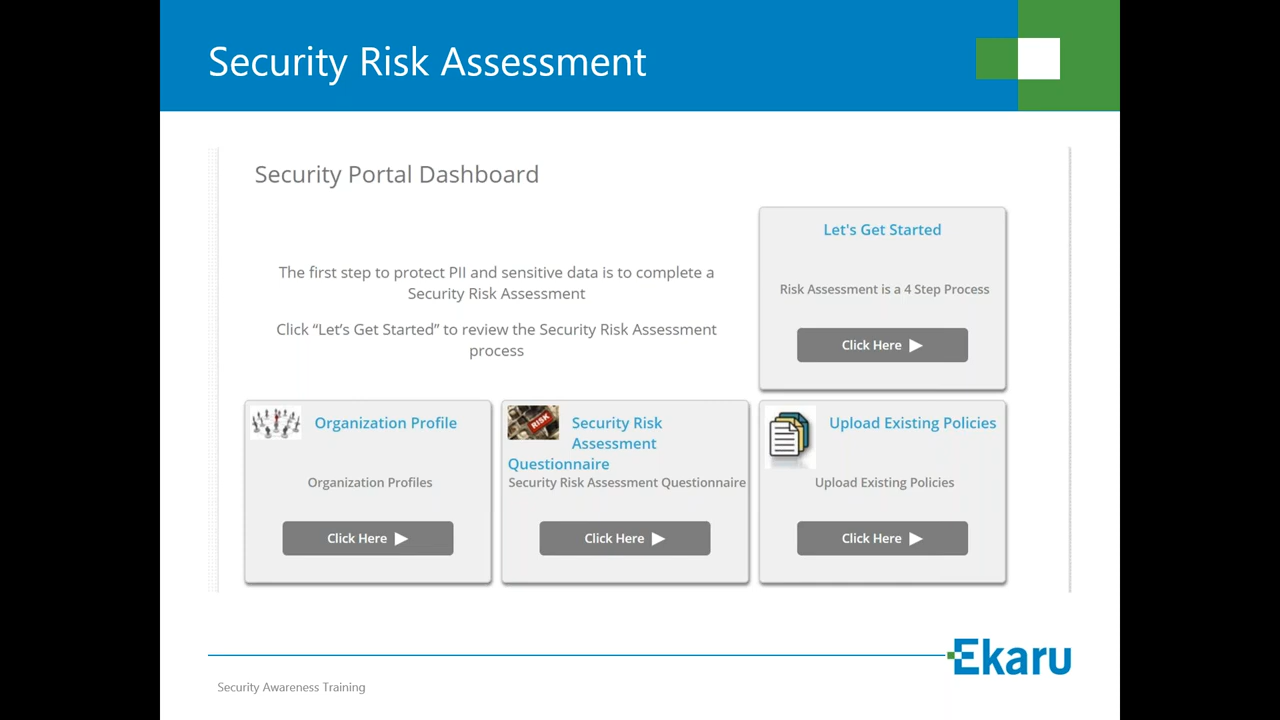 Security Risk Assessment
Security Portal Dashboard
The first step to protect PII and sensitive data is to complete a
Security Risk Assessment
Click “Let’s Get Started” to review the Security Risk Assessment
process
Let's Get Started
Risk Assessment is a 4 Step Process
Click Here
Organization Profile
Organization Profiles
Click Here
RISK
Security Risk
Assessment
Questionnaire
Security Risk Assessment Questionnaire
Click Here
Upload Existing Policies
Upload Existing Policies
Click Here
Ekaru
Security Awareness Training